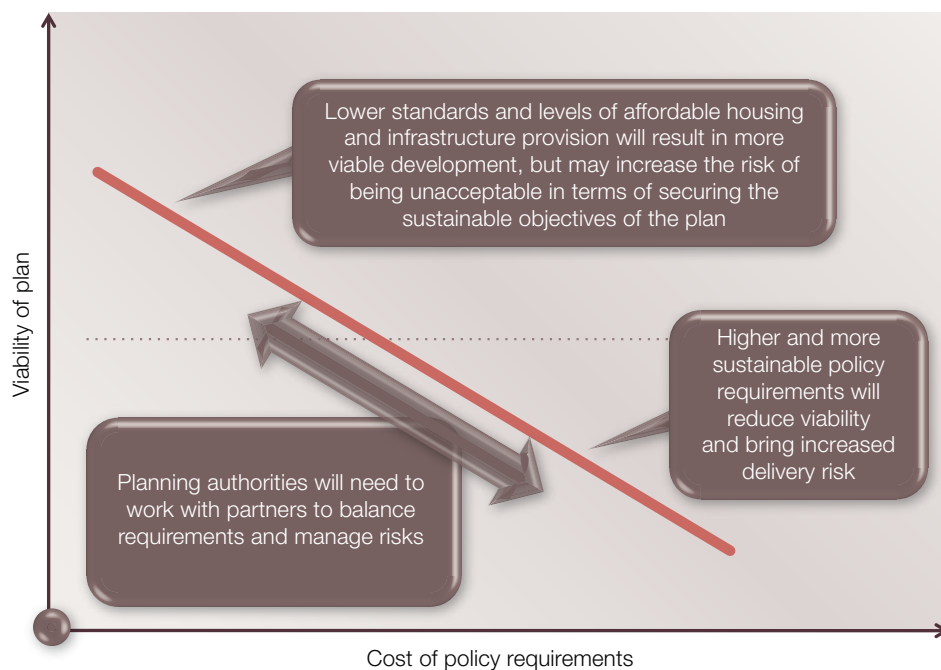 Lower standards and levels of affordable housing
and infrastructure provision will result in more
viable development, but may increase the risk of
being unacceptable in terms of securing the
sustainable objectives of the plan
Viability of plan
Higher and more
sustainable policy
requirements will
reduce viability
and bring increased
delivery risk
Planning authorities will need to
work with partners to balance
requirements and manage risks
Cost of policy requirements